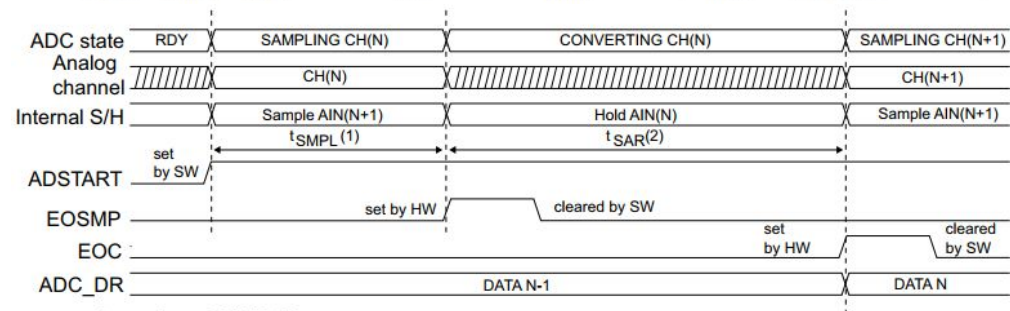 ADC state RDY SAMPLING CH(N) CONVERTING CH(N) SAMPLING CH(N+1)
Analog
channel CH(N) CH(N+1)
Internal S/H Sample AIN(N+1) Hold AIN(N) Sample AIN(N+1)
tSMPL(1) tSAR(2)
set
by SW
ADSTART
set by HW cleared by SW
EOSMP
set cleared
by HW by SW
EOC
ADC_DR DATA N-1 DATA N